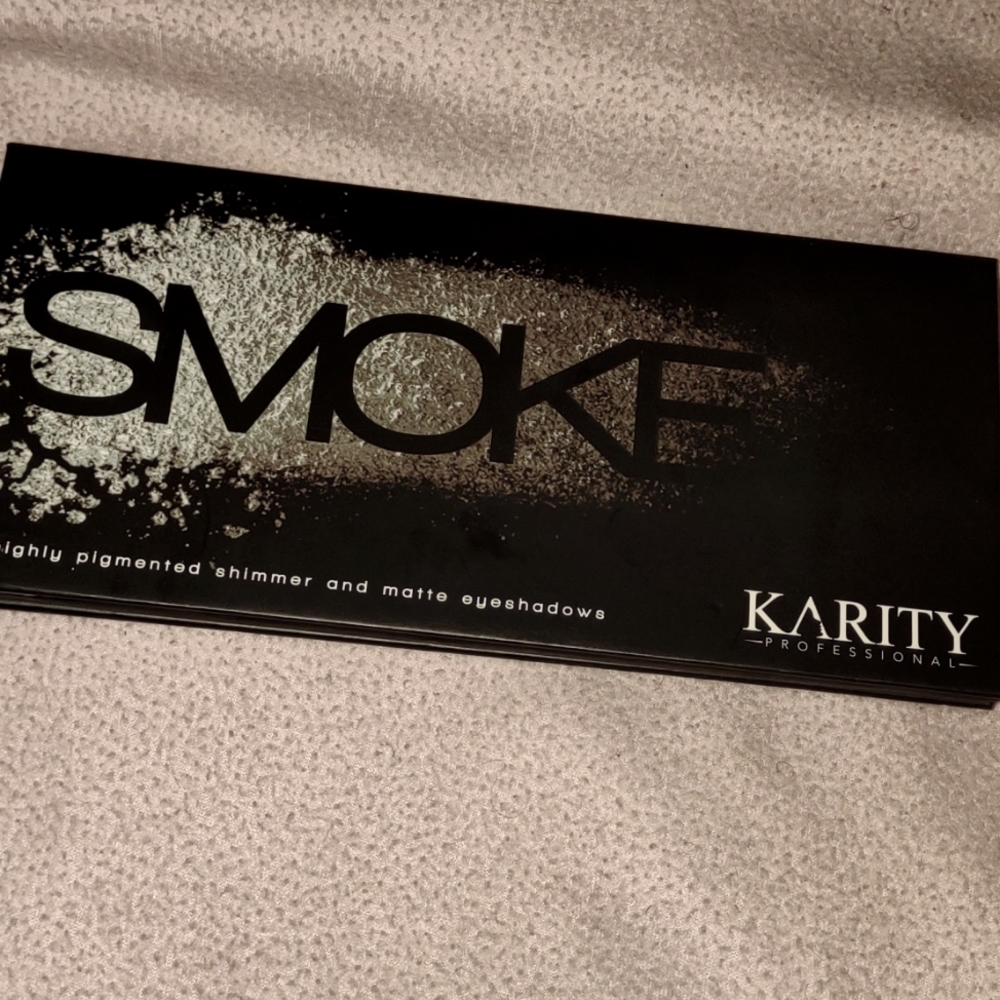 SMOKE
ighly pigmented shimmer and matte eyeshadows
KARITY
PROFESSIONAL